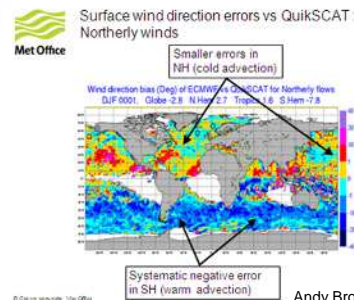 Met Office
Surface wind direction errors vs QuikSCAT:
Northerly winds
Smaller errors in
NH (cold advection)
Wind direction bias (Deg) of ECMWF vs QuikSCAT for Northerly flows
DJF 0001. Globe -2.8 N Hem 2.7 Tropics 1.6 S Hem -7.8
Systematic negative error
in SH (warm advection)
Andy Bro